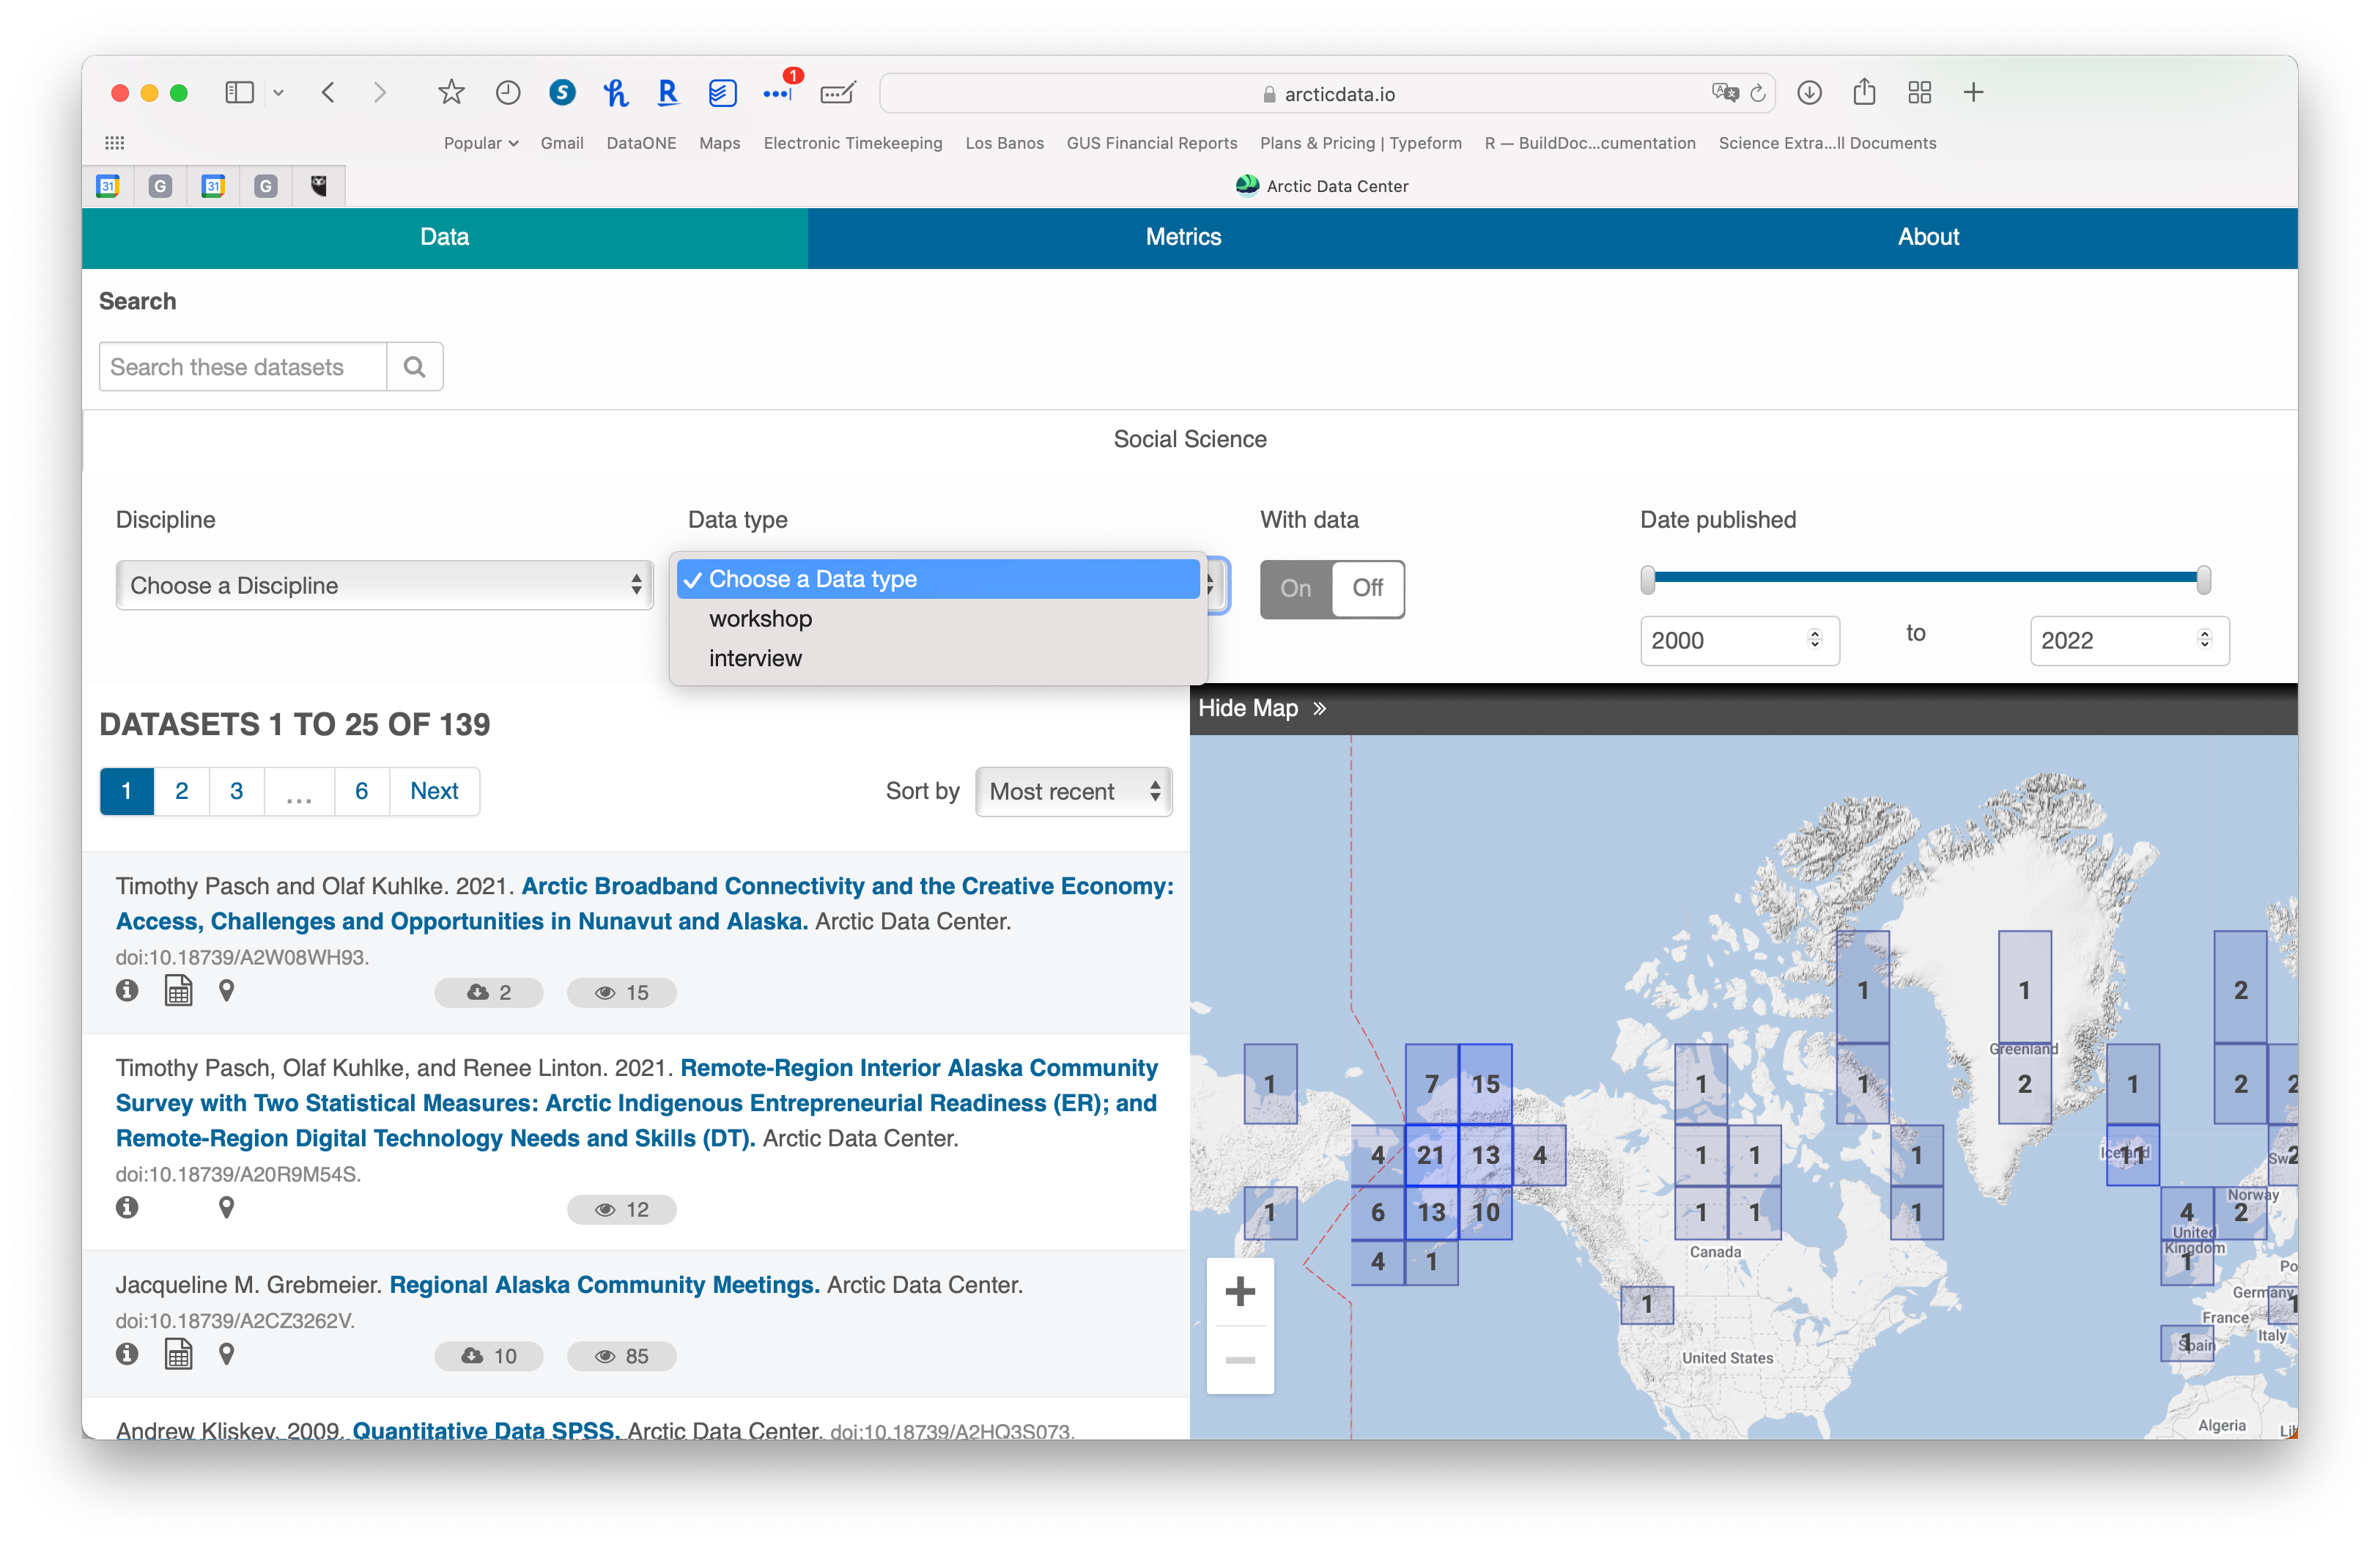 1
arcticdata.io
Popular
Gmail
DataONE
Maps
Electronic Timekeeping
Los Banos
GUS Financial Reports
Plans & Pricing | Typeform
R — BuildDoc...cumentation
Science Extra...ll Documents
31
G
31
G
Arctic Data Center
Data
Metrics
About
Search
Search these datasets
Social Science
Discipline
Data type
With data
Date published
Choose a Discipline
✓ Choose a Data type
workshop
interview
On
Off
2000
to
2022
DATASETS 1 TO 25 OF 139
1
2
3
...
6
Next
Sort by
Most recent
Timothy Pasch and Olaf Kuhlke. 2021. Arctic Broadband Connectivity and the Creative Economy:
Access, Challenges and Opportunities in Nunavut and Alaska. Arctic Data Center.
doi:10.18739/A2W08WH93.
2
15
Timothy Pasch, Olaf Kuhlke, and Renee Linton. 2021. Remote-Region Interior Alaska Community
Survey with Two Statistical Measures: Arctic Indigenous Entrepreneurial Readiness (ER); and
Remote-Region Digital Technology Needs and Skills (DT). Arctic Data Center.
doi:10.18739/A20R9M54S.
12
Jacqueline M. Grebmeier. Regional Alaska Community Meetings. Arctic Data Center.
doi:10.18739/A2CZ3262V.
10
85
Andrew Kliskey. 2009. Quantitative Data SPSS. Arctic Data Center. doi:10.18739/A2HQ3S073.
Hide Map »
1 1 2
Greenland
1 7 15 1 1 2 1 2 2
4 21 13 4 1 1 1 Iceland 11 2
Norway
1 6 13 10 1 1 1 4 2
United
Kingdom
Canada
4 1 1
Germany
1 1
France
Italy
1 Spain
United States
Algeria
+
−